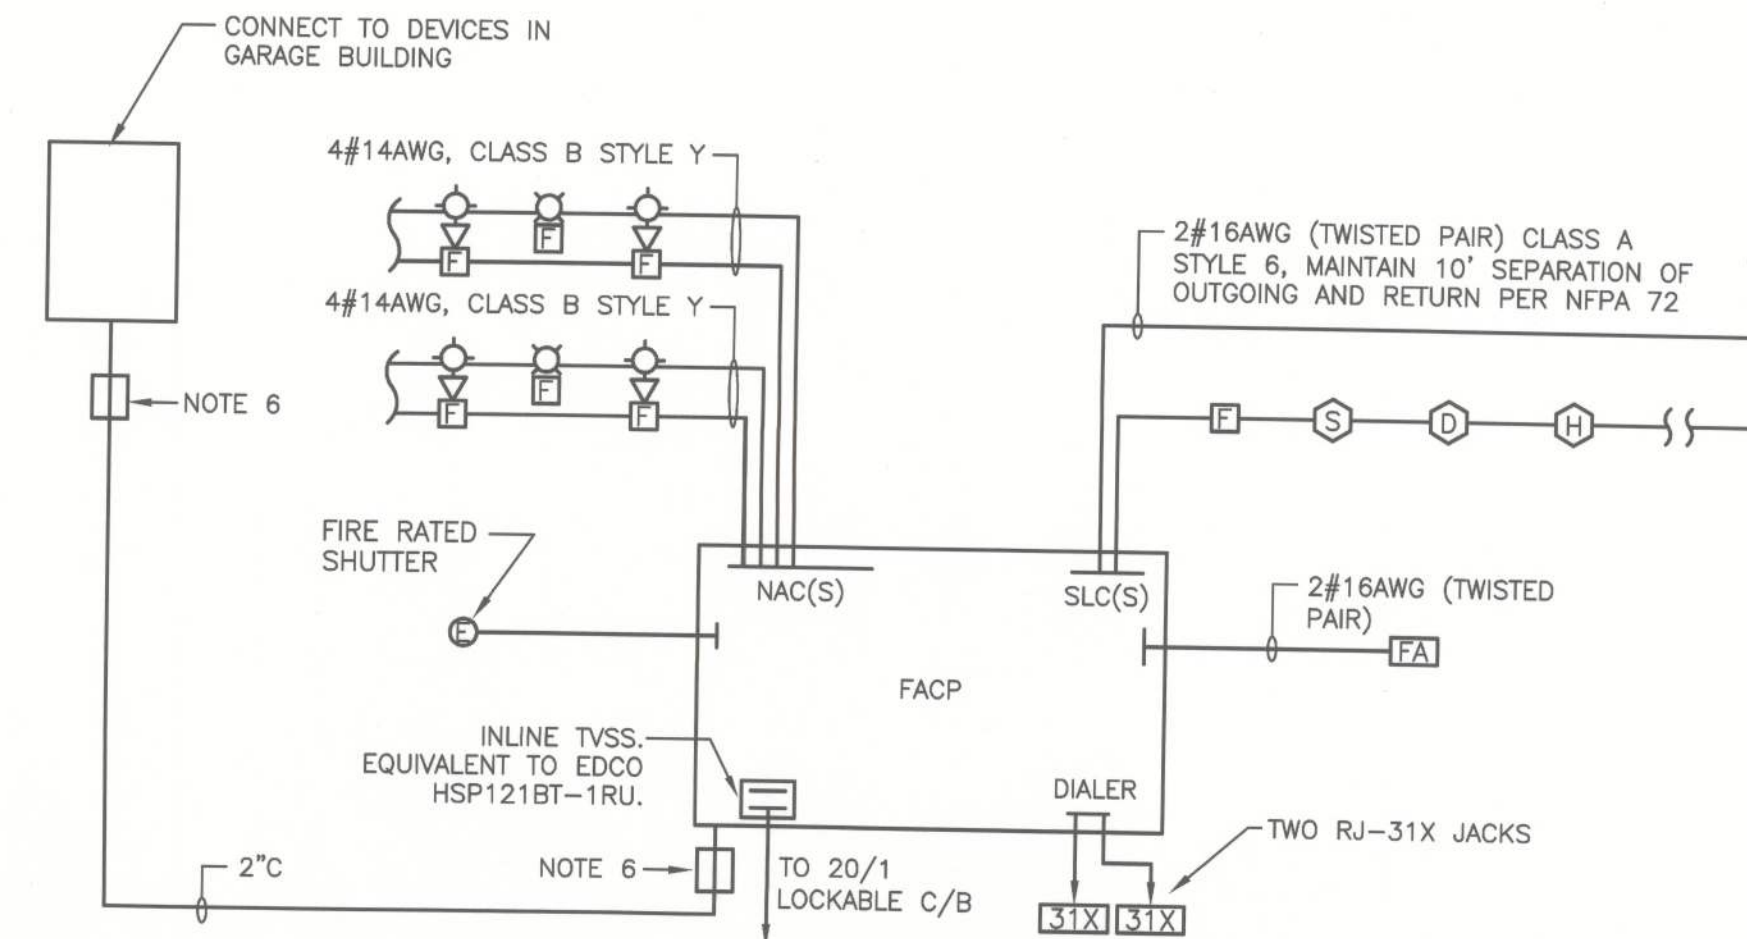 CONNECT TO DEVICES IN
GARAGE BUILDING
4#14AWG, CLASS B STYLE Y
F
F
F
4#14AWG, CLASS B STYLE Y
F
F
F
2#16AWG (TWISTED PAIR) CLASS A
STYLE 6, MAINTAIN 10' SEPARATION OF
OUTGOING AND RETURN PER NFPA 72
NOTE 6
F S D H
FIRE RATED
SHUTTER
E
NAC(S)
SLC(S)
2#16AWG (TWISTED
PAIR)
FA
FACP
INLINE TVSS.
EQUIVALENT TO EDCO
HSP121BT-1RU.
DIALER
TWO RJ-31X JACKS
2"C
NOTE 6
TO 20/1
LOCKABLE C/B
31X 31X